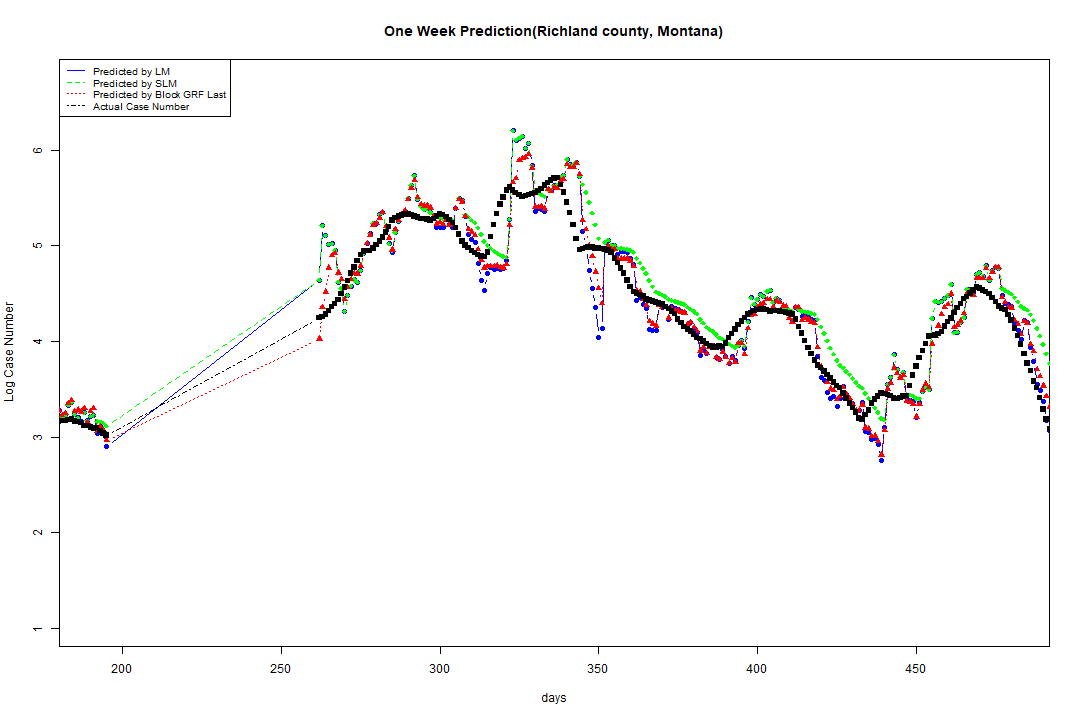 One Week Prediction(Richland county, Montana)
Predicted by LM
Predicted by SLM
Predicted by Block GRF Last
Actual Case Number
Log Case Number
6
5
4
3
2
1
200 250 300 350 400 450
days